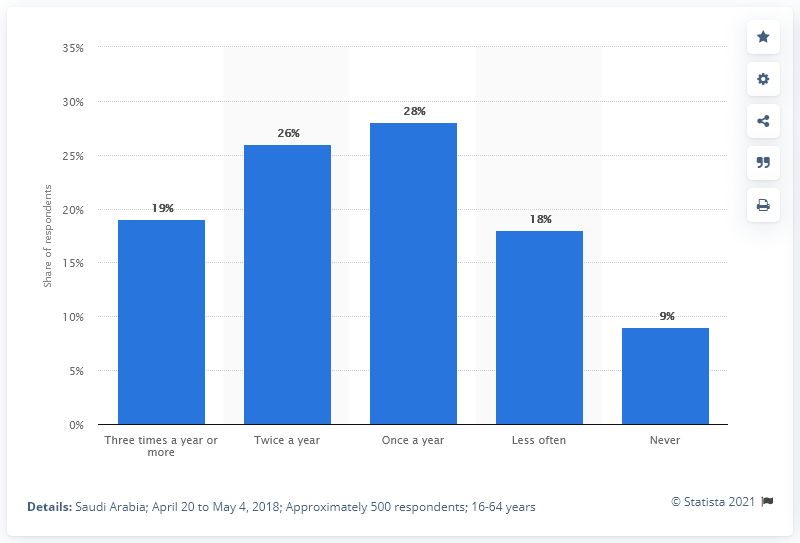 35%
30%
25%
20%
15%
10%
5%
0%
Share of respondents
19%
26%
28%
18%
9%
Three times a year or
more
Twice a year
Once a year
Less often
Never
Details: Saudi Arabia; April 20 to May 4, 2018; Approximately 500 respondents; 16-64 years
© Statista 2021